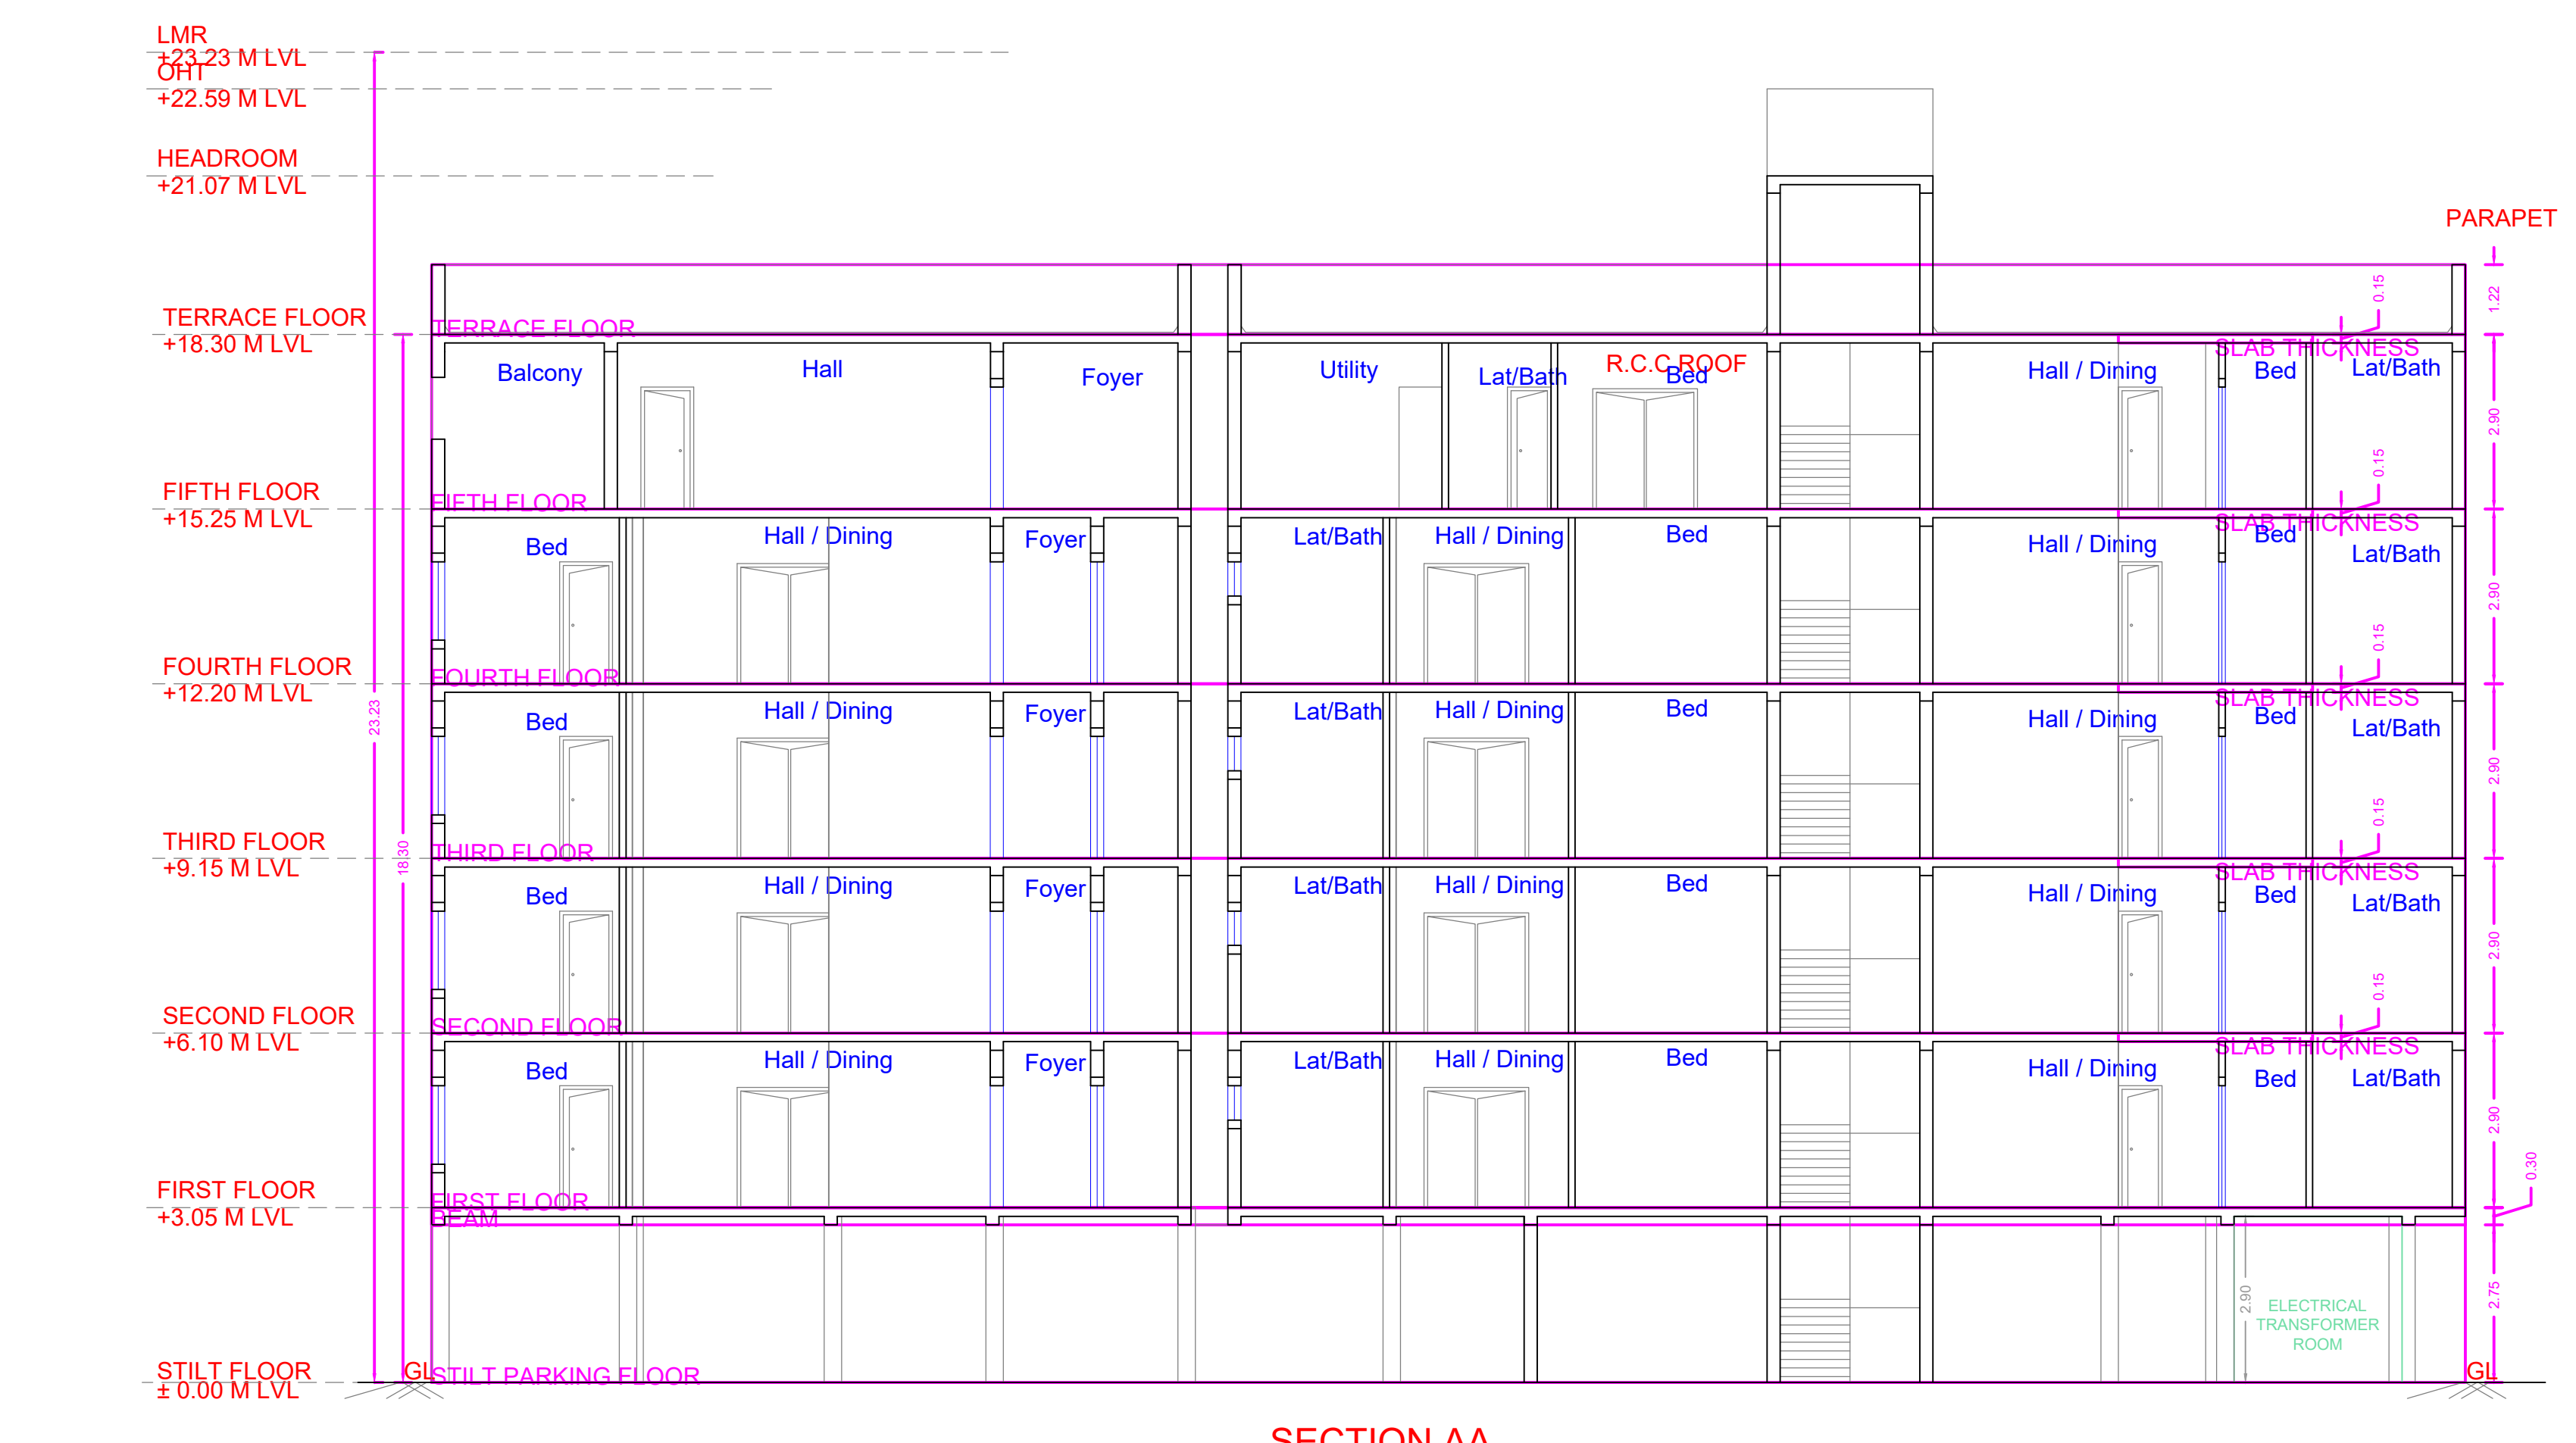 LMR
+23.23 M LVL
OHT
+22.59 M LVL
HEADROOM
+21.07 M LVL
PARAPET
1.22
0.15
TERRACE FLOOR
+18.30 M LVL
TERRACE FLOOR
SLAB THICKNESS
Balcony
Hall
Foyer
Utility
Lat/Bath
R.C.C ROOF
Bed
Hall / Dining
Bed
Lat/Bath
2.90
0.15
FIFTH FLOOR
+15.25 M LVL
FIFTH FLOOR
SLAB THICKNESS
Bed
Hall / Dining
Foyer
Lat/Bath
Hall / Dining
Bed
Hall / Dining
Bed
Lat/Bath
2.90
0.15
FOURTH FLOOR
+12.20 M LVL
FOURTH FLOOR
SLAB THICKNESS
23.23
Bed
Hall / Dining
Foyer
Lat/Bath
Hall / Dining
Bed
Hall / Dining
Bed
Lat/Bath
2.90
0.15
THIRD FLOOR
+9.15 M LVL
18.30
THIRD FLOOR
SLAB THICKNESS
Bed
Hall / Dining
Foyer
Lat/Bath
Hall / Dining
Bed
Hall / Dining
Bed
Lat/Bath
2.90
0.15
SECOND FLOOR
+6.10 M LVL
SECOND FLOOR
SLAB THICKNESS
Bed
Hall / Dining
Foyer
Lat/Bath
Hall / Dining
Bed
Hall / Dining
Bed
Lat/Bath
2.90
0.30
FIRST FLOOR
+3.05 M LVL
FIRST FLOOR
BEAM
2.90
ELECTRICAL
TRANSFORMER
ROOM
2.75
STILT FLOOR
± 0.00 M LVL
GL
STILT PARKING FLOOR
GL
SECTION AA